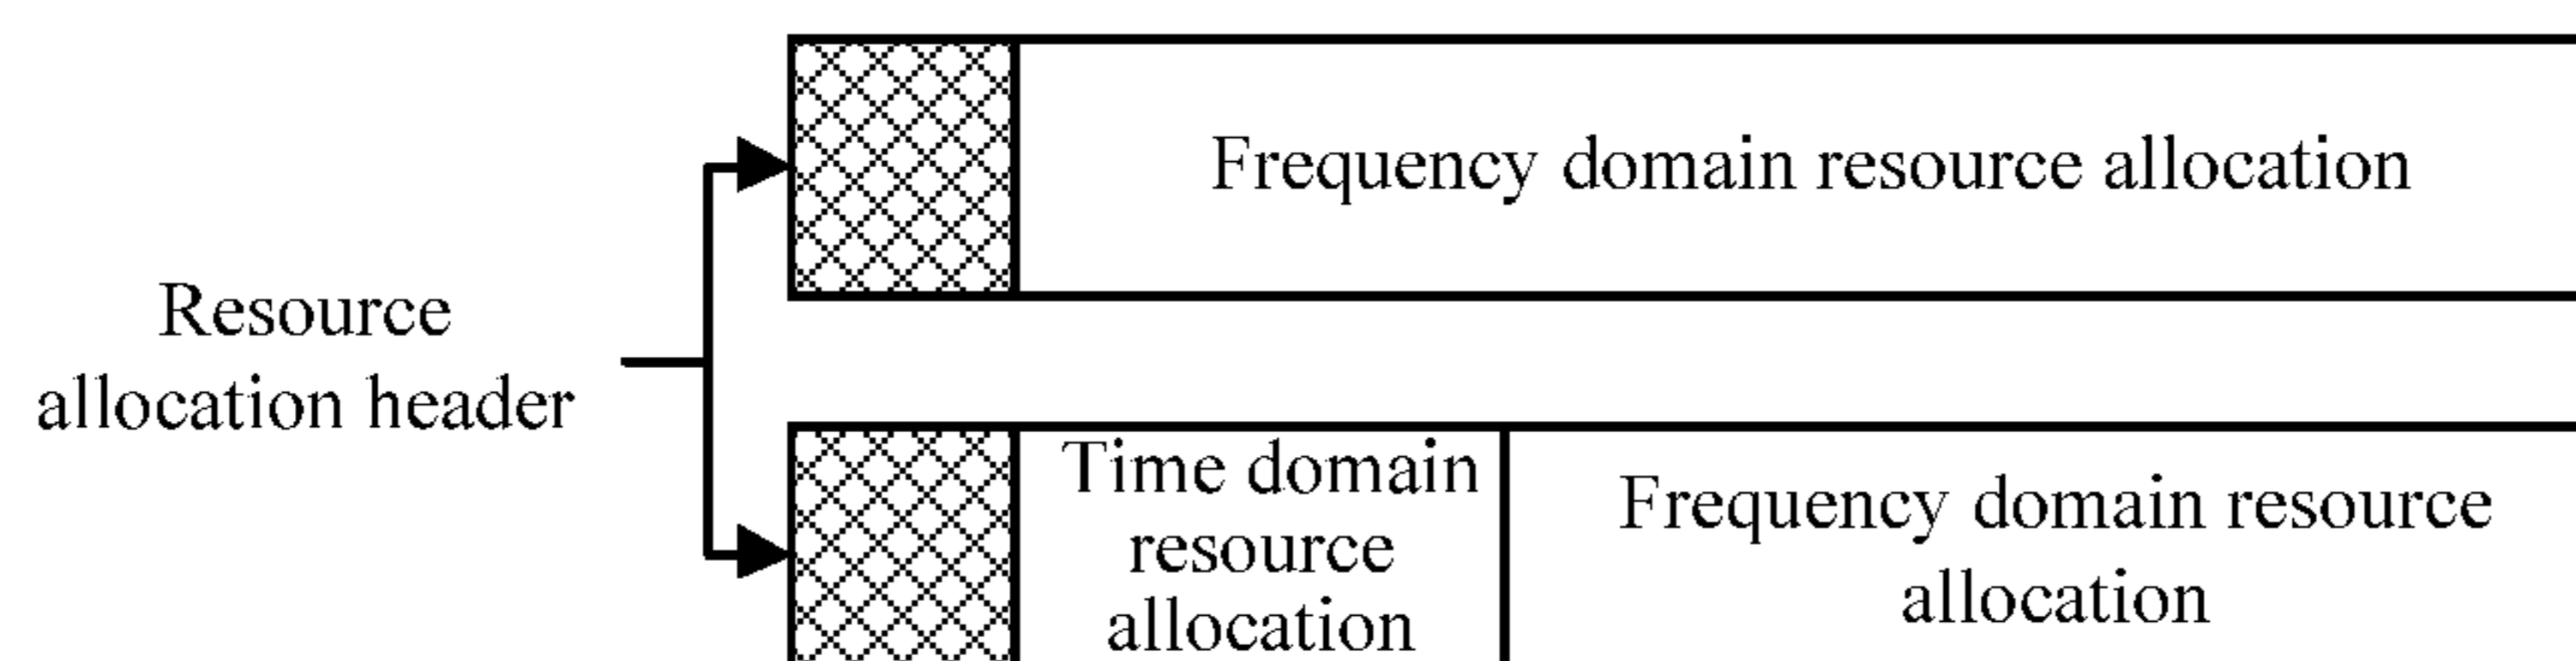 Frequency domain resource allocation
Resource
allocation header
Time domain
resource
allocation
Frequency domain resource
allocation